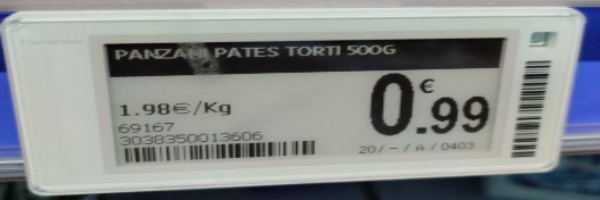 PANZANI PATES TORTI 500G
1.98€/Kg
0.99€
69167
3038350013606
20/-/A/0403